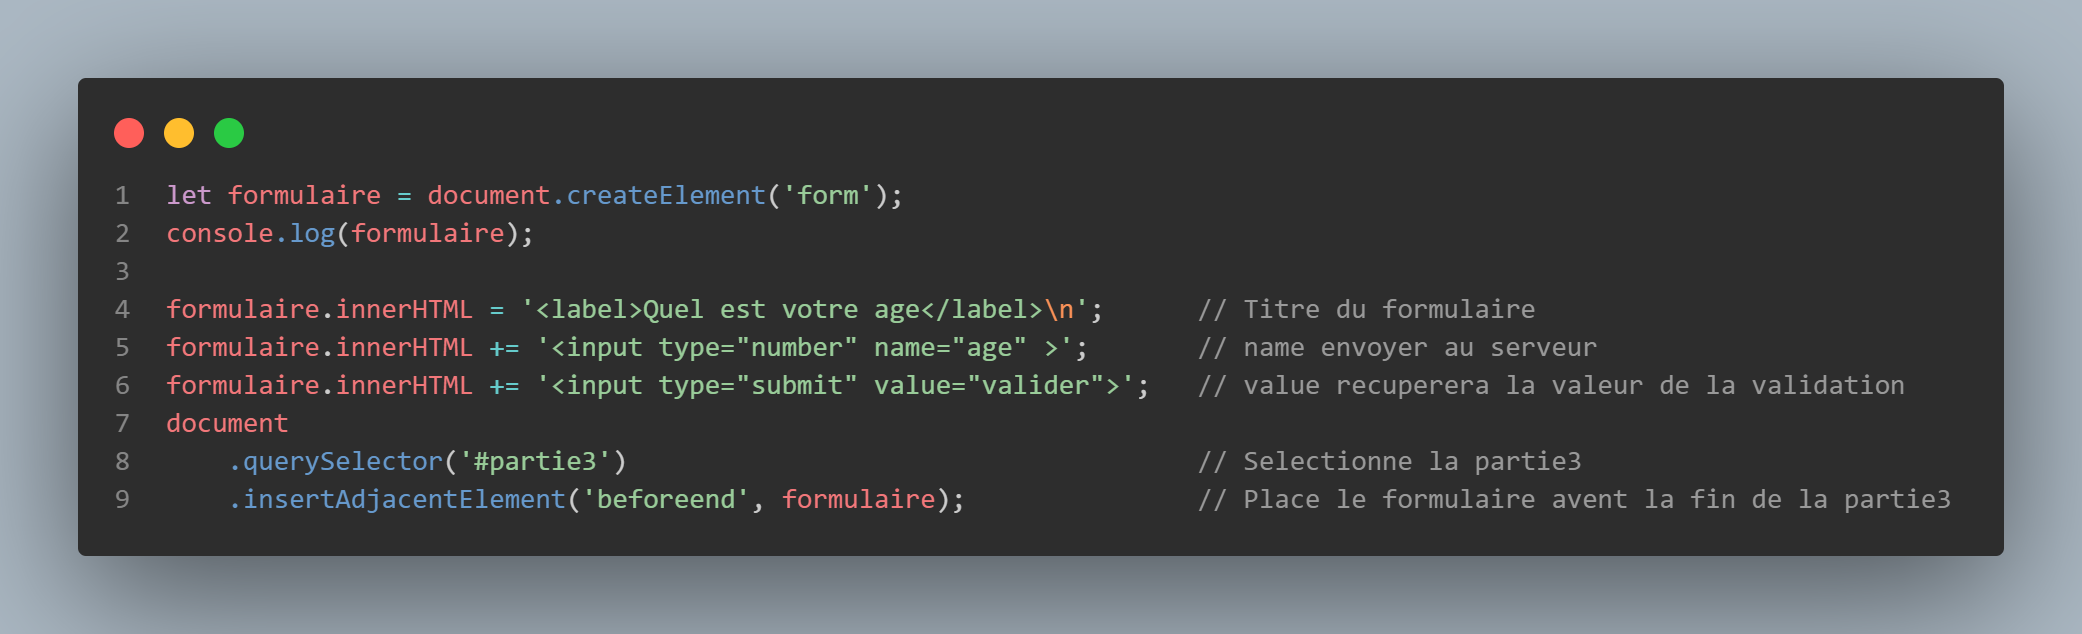 1 let formulaire = document.createElement('form');
2 console.log(formulaire);
3
4 formulaire.innerHTML = '<label>Quel est votre age</label>\n';      // Titre du formulaire
5 formulaire.innerHTML += '<input type="number" name="age" >';       // name envoyer au serveur
6 formulaire.innerHTML += '<input type="submit" value="valider">';   // value recuperera la valeur de la validation
7 document
8     .querySelector('#partie3')                                     // Selectionne la partie3
9     .insertAdjacentElement('beforeend', formulaire);               // Place le formulaire avent la fin de la partie3